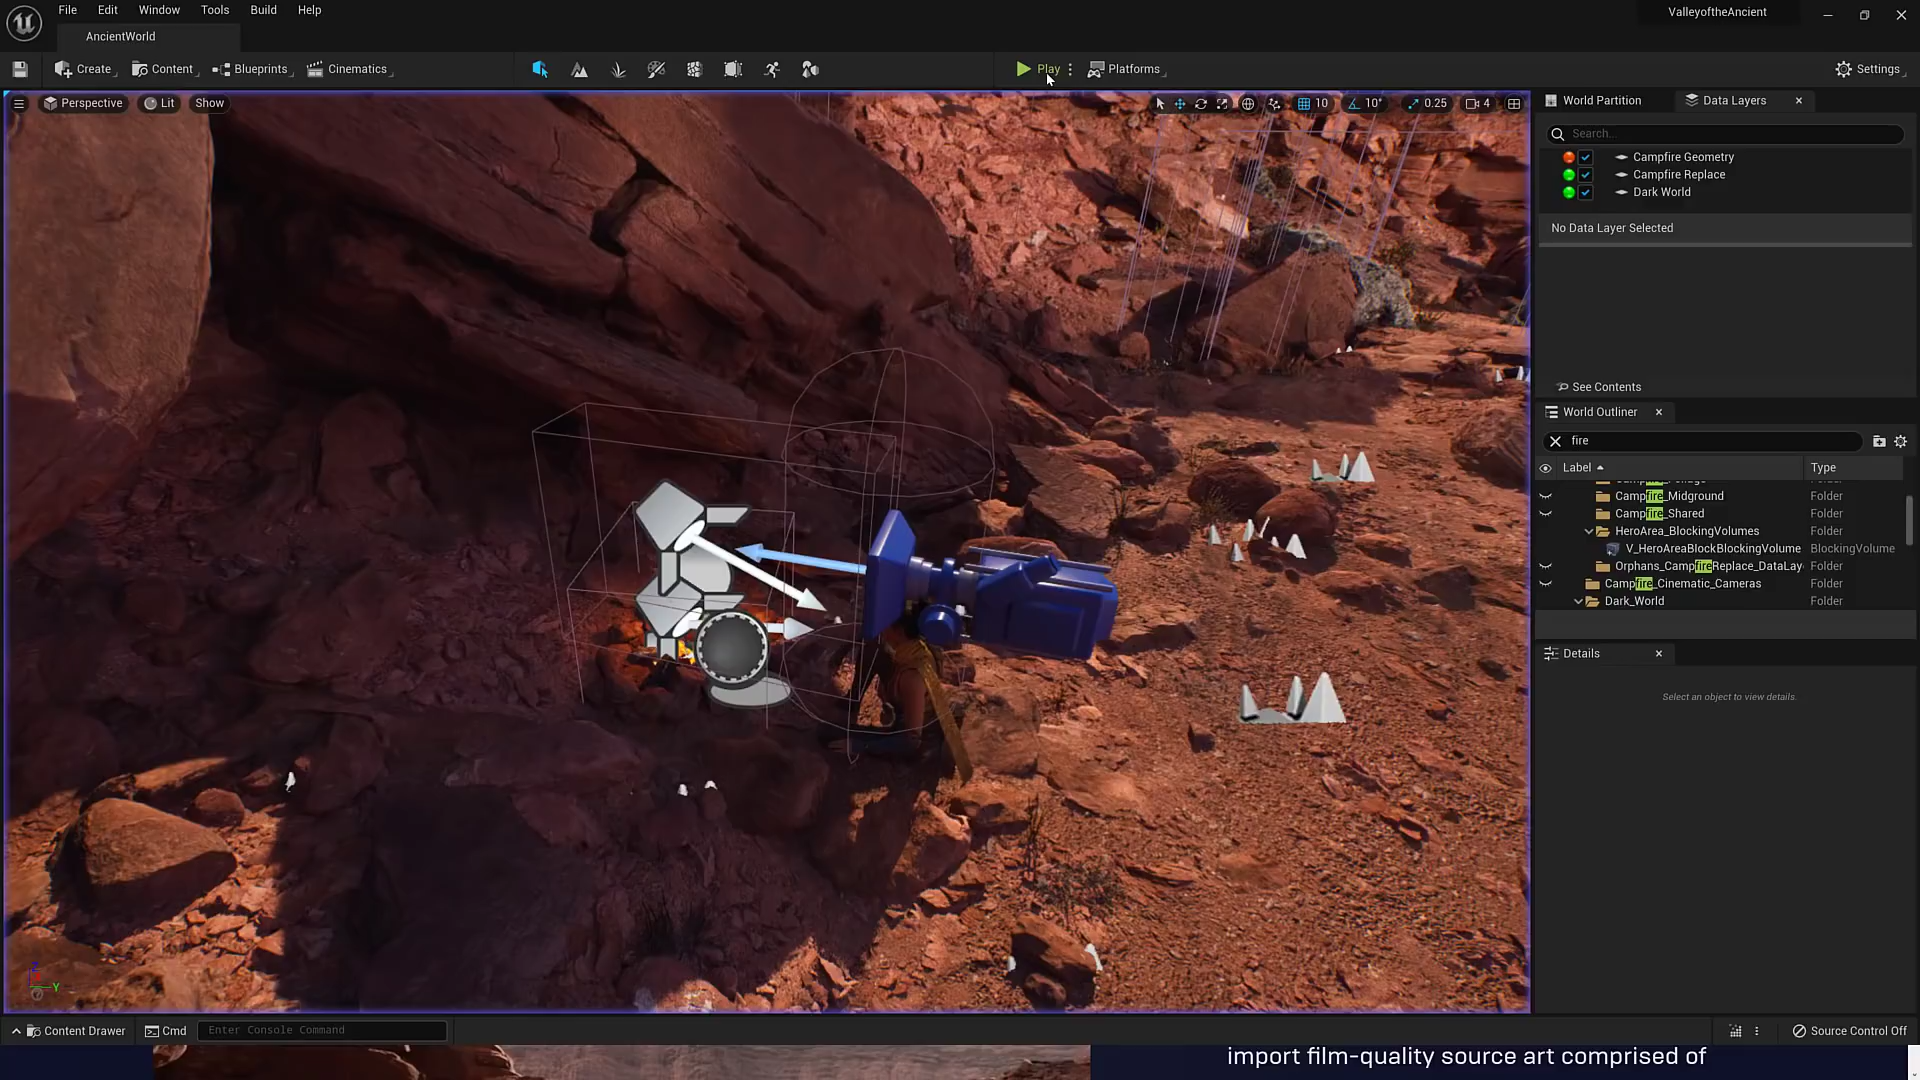 File Edit Window Tools Build Help
ValleyoftheAncient
AncientWorld
Create Content Blueprints Cinematics Play Platforms Settings
Perspective Lit Show
10 10° 0.25 4
World Partition Data Layers
Search...
Campfire Geometry
Campfire Replace
Dark World
No Data Layer Selected
See Contents
World Outliner
fire
Label Type
Campfire_Midground Folder
Campfire_Shared Folder
HeroArea_BlockingVolumes Folder
V_HeroAreaBlockBlockingVolume BlockingVolume
Orphans_CampfireReplace_DataLay Folder
Campfire_Cinematic_Cameras Folder
Dark_World Folder
Details
Select an object to view details.
Z
Y
Content Drawer Cmd Enter Console Command Source Control Off
import film-quality source art comprised of